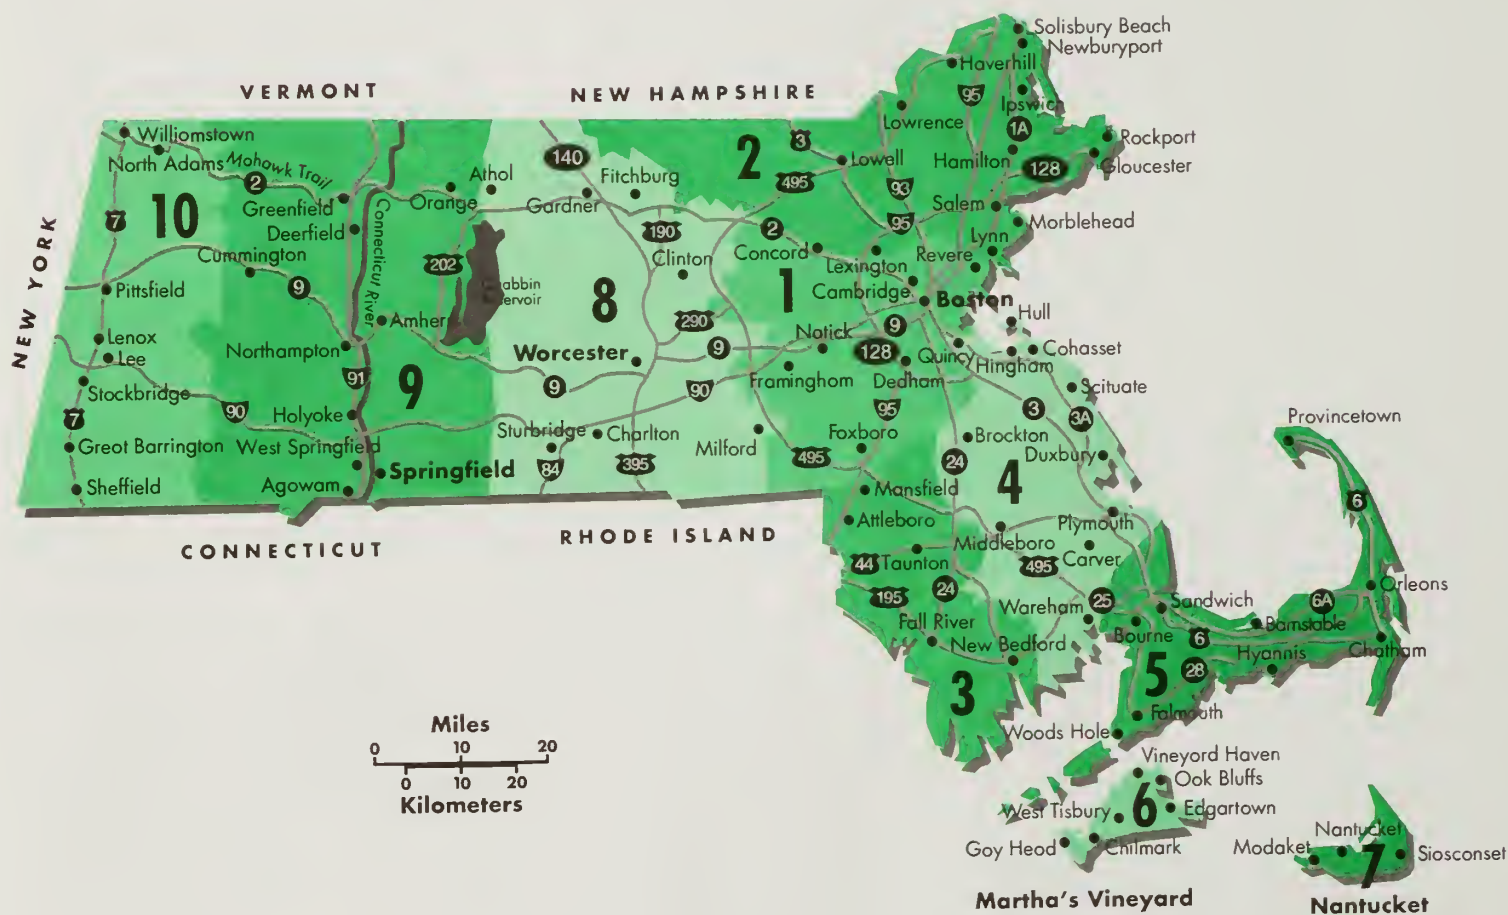 Solisbury Beach
Newburyport
Haverhill
VERMONT
NEW HAMPSHIRE
95
Ipswich
Lowrence
1A
Williomstown
2
3
Rockport
North Adams
Mohawk Trail
140
Lowell
Hamilton
128
Gloucester
2
Athol
Fitchburg
495
93
10
Greenfield
Orange
Gardner
Salem
7
Deerfield
190
2
95
Morblehead
NEW YORK
Cummington
Connecticut River
202
Clinton
Concord
Lexington
Revere
Lynn
9
8
1
Cambridge
Boston
Pittsfield
Hull
290
Notick
9
Lenox
Northampton
Worcester
9
128
Quincy
Hingham
Cohasset
Lee
91
9
9
90
Framinghom
Dedham
Scituate
Stockbridge
90
Holyoke
95
3
3A
7
Sturbridge
Charlton
Milford
Foxboro
Brockton
Provincetown
Greot Barrington
West Springfield
84
395
495
24
Duxbury
Springfield
Sheffield
Agowam
Mansfield
4
6
CONNECTICUT
RHODE ISLAND
Attleboro
Plymouth
Middleboro
44
Taunton
495
Carver
195
24
Wareham
25
Sandwich
6A
Orleons
Fall River
Bourne
6
Barnstable
New Bedford
Hyannis
Chatham
3
5
28
Falmouth
Woods Hole
Miles
0 10 20
0 10 20
Kilometers
Vineyord Haven
Ook Bluffs
West Tisbury
6
Edgartown
Goy Heod
Chilmark
Nantucket
Modaket
7
Siosconset
Martha's Vineyard
Nantucket